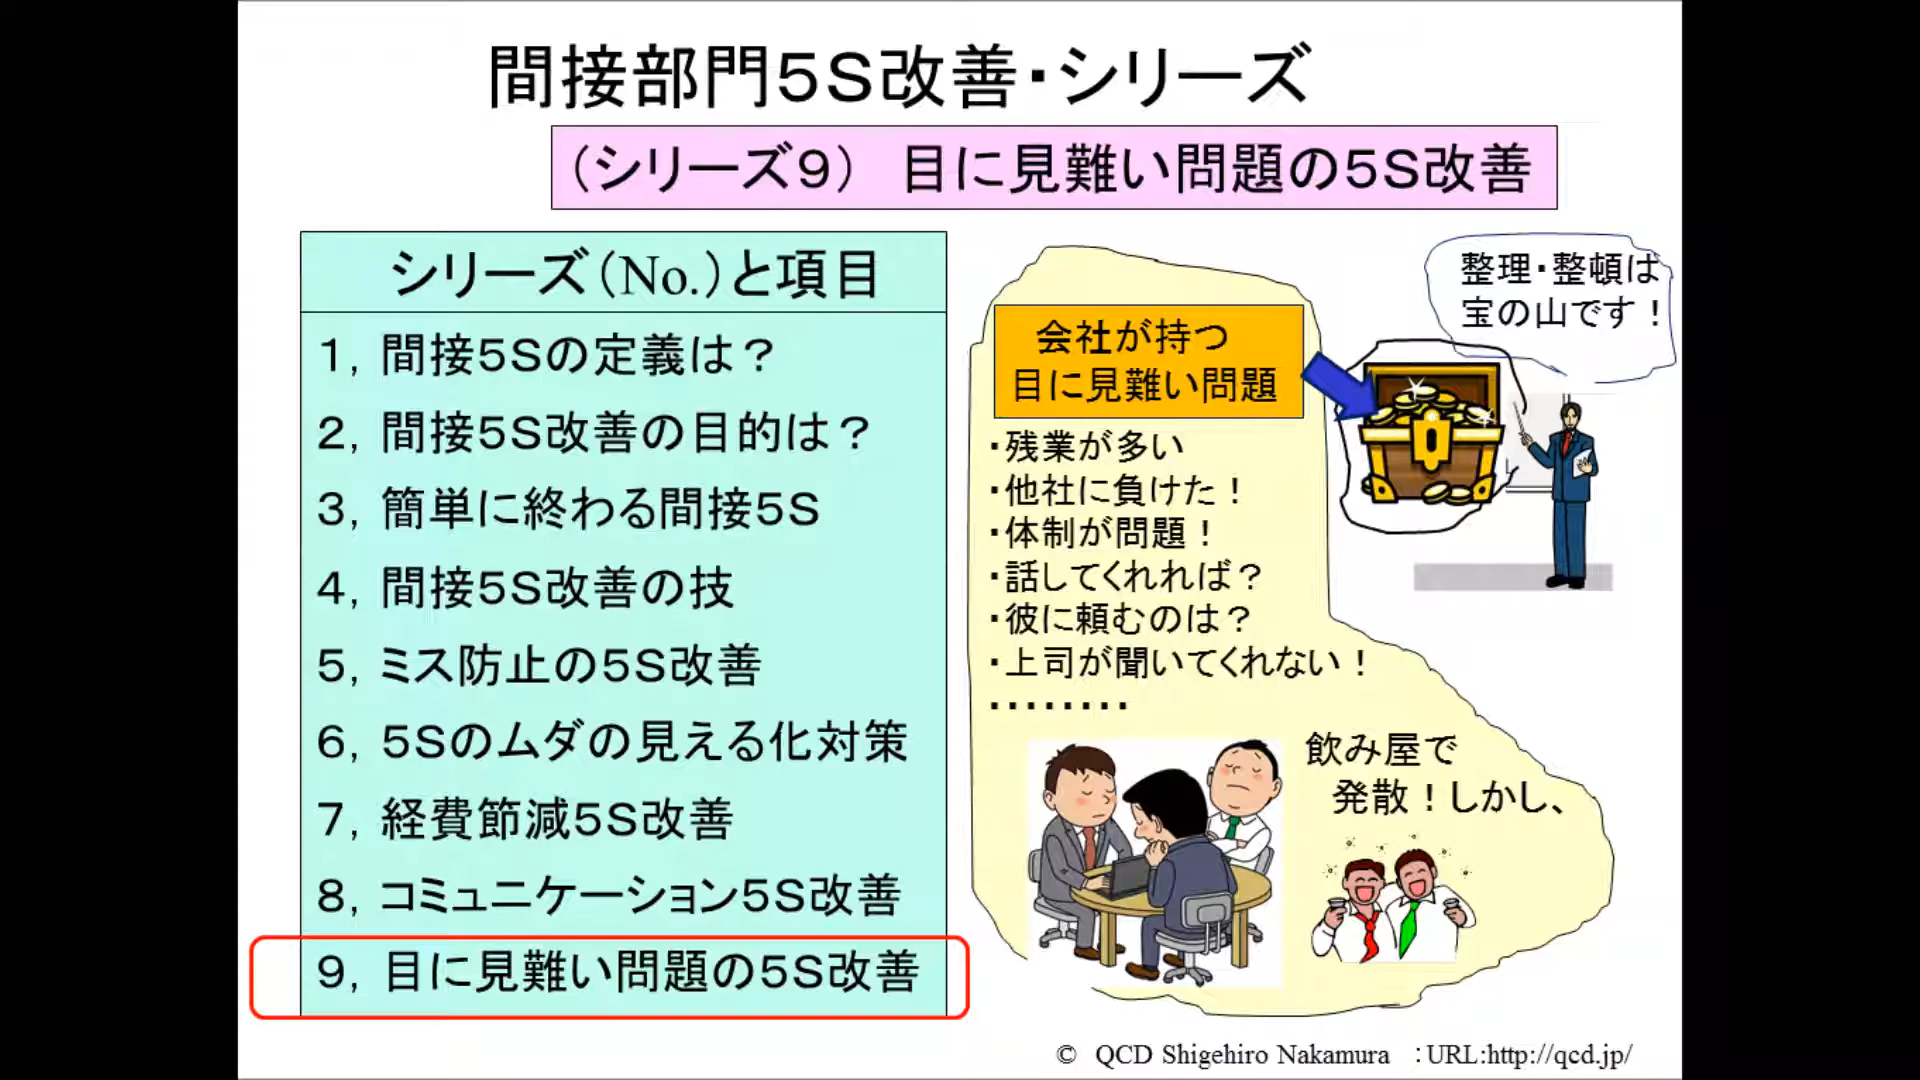 間接部門５Ｓ改善・シリーズ
（シリーズ９）　目に見難い問題の５Ｓ改善
シリーズ（No.）と項目
１，間接５Ｓの定義は？
２，間接５Ｓ改善の目的は？
３，簡単に終わる間接５Ｓ
４，間接５Ｓ改善の技
５，ミス防止の５Ｓ改善
６，５Ｓのムダの見える化対策
７，経費節減５Ｓ改善
８，コミュニケーション５Ｓ改善
９，目に見難い問題の５Ｓ改善
会社が持つ
目に見難い問題
・残業が多い
・他社に負けた！
・体制が問題！
・話してくれれば？
・彼に頼むのは？
・上司が聞いてくれない！
・・・・・・・・
整理・整頓は
宝の山です！
飲み屋で
発散！しかし、
© QCD Shigehiro Nakamura ：URL:http://qcd.jp/